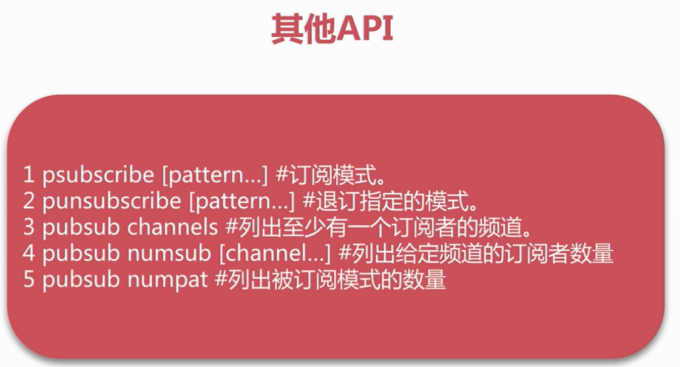 其他API
1 psubscribe [pattern...] #订阅模式。
2 punsubscribe [pattern...] #退订指定的模式。
3 pubsub channels #列出至少有一个订阅者的频道。
4 pubsub numsub [channel...] #列出给定频道的订阅者数量
5 pubsub numpat #列出被订阅模式的数量